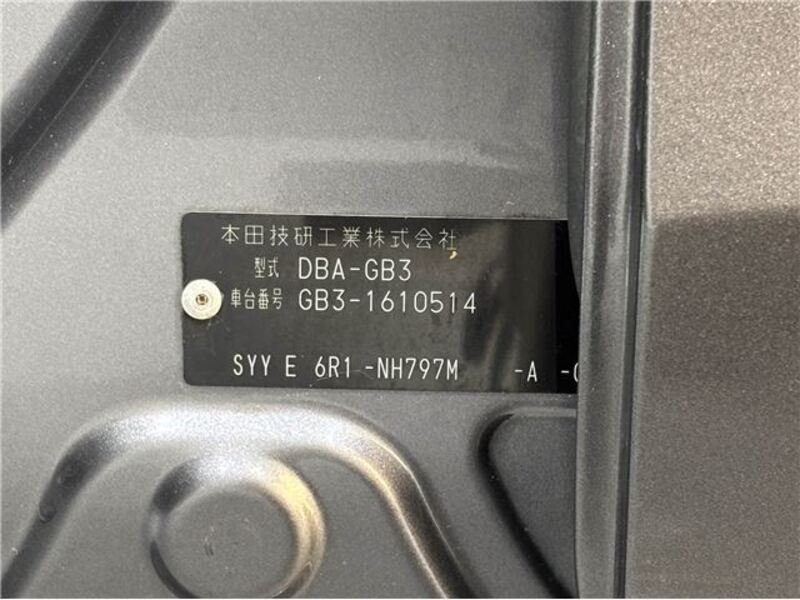 本田技研工業株式会社
型式 DBA-GB3
車台番号 GB3-1610514
SYY E 6R1 -NH797M -A -